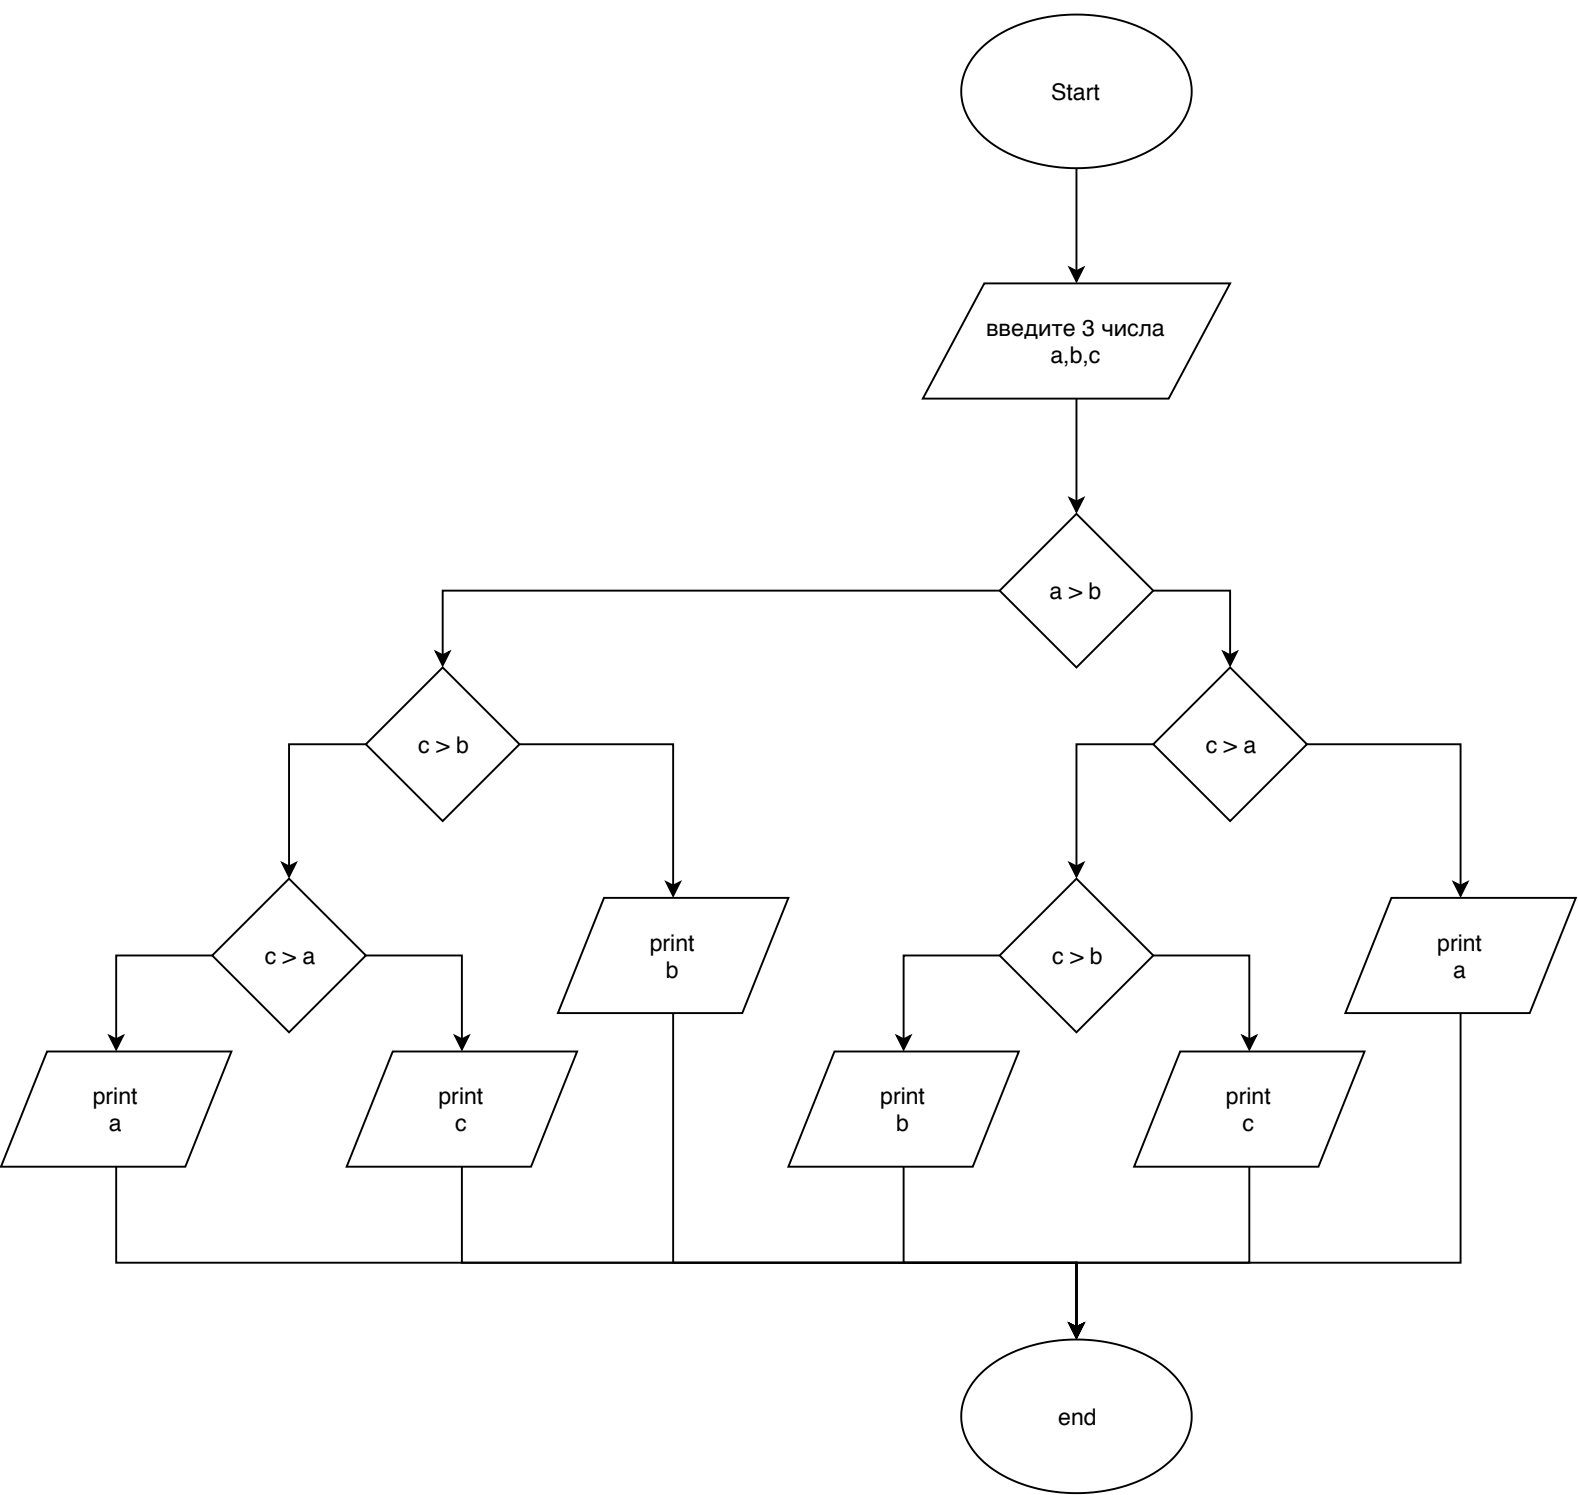 Start
введите 3 числа
a,b,c
a > b
c > b
c > a
c > a
print
b
c > b
print
a
print
a
print
c
print
b
print
c
end